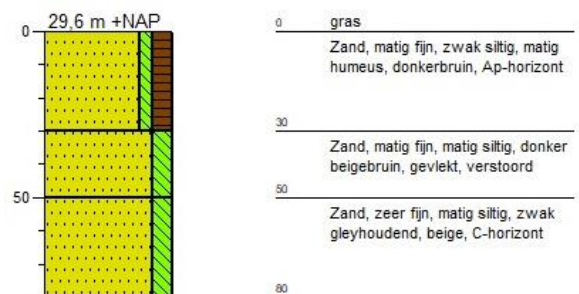 29,6 m +NAP
0
50
0 gras
Zand, matig fijn, zwak siltig, matig
humeus, donkerbruin, Ap-horizont
30
Zand, matig fijn, matig siltig, donker
beigebruin, gevlekt, verstoord
50
Zand, zeer fijn, matig siltig, zwak
gleyhoudend, beige, C-horizont
80